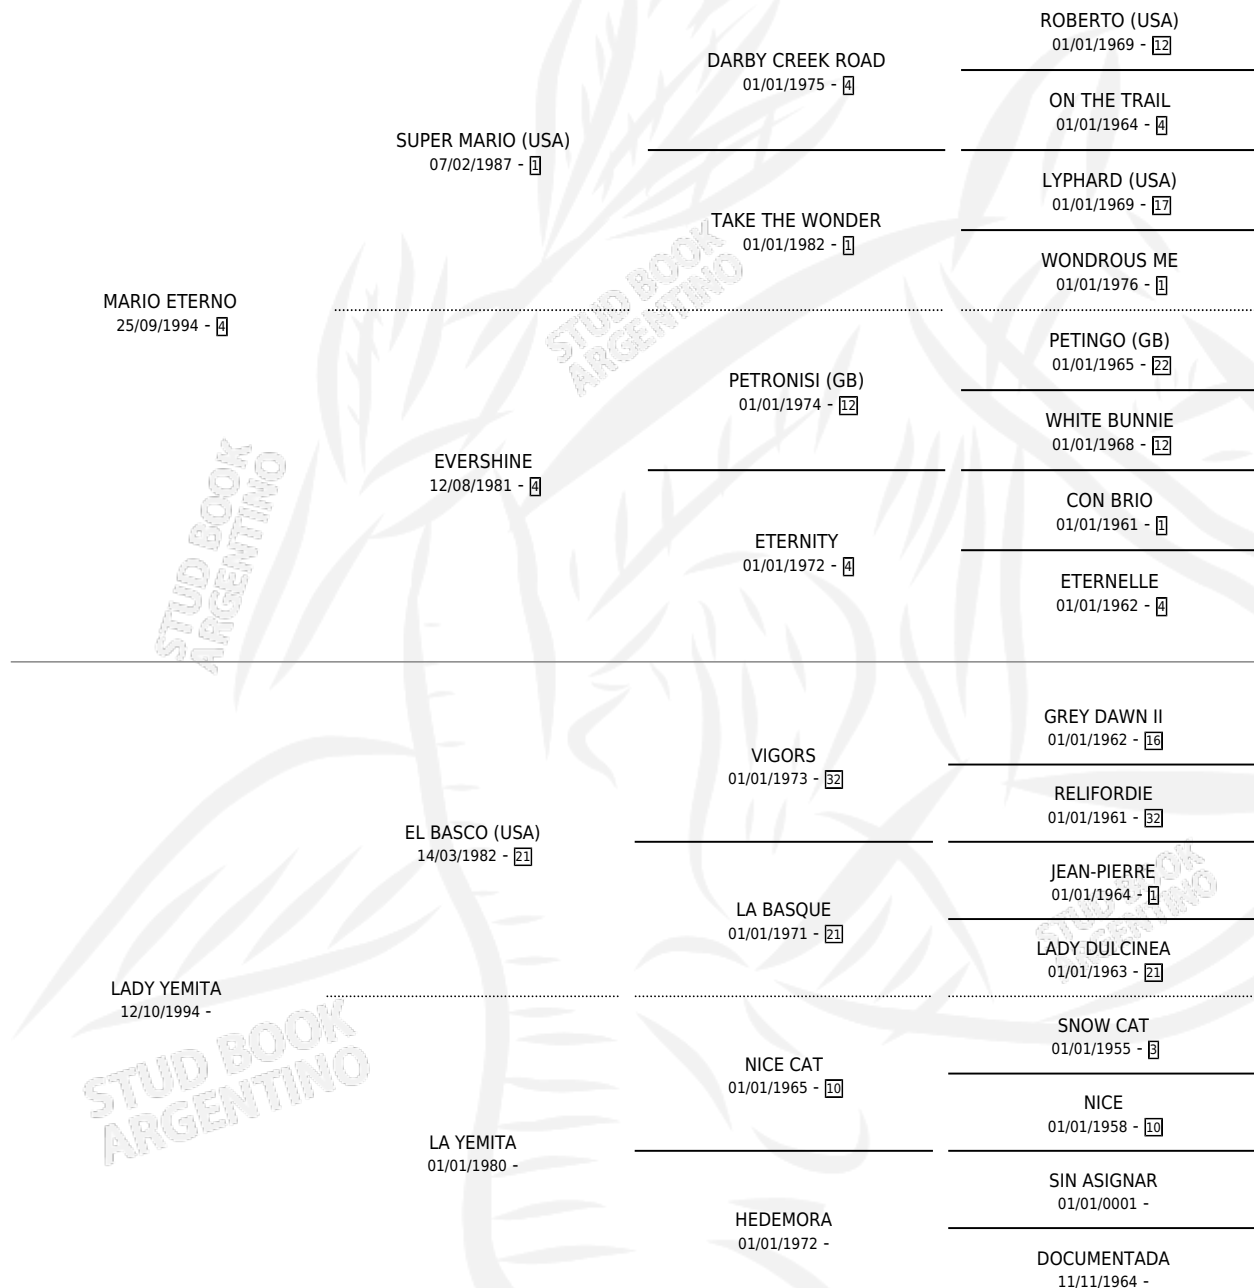 ROBERTO (USA)
01/01/1969 - 12
DARBY CREEK ROAD
01/01/1975 - 4
ON THE TRAIL
01/01/1964 - 4
SUPER MARIO (USA)
07/02/1987 - 1
LYPHARD (USA)
01/01/1969 - 17
TAKE THE WONDER
01/01/1982 - 1
WONDROUS ME
01/01/1976 - 1
MARIO ETERNO
25/09/1994 - 4
STUD BOOK
ARGENTINO
PETINGO (GB)
01/01/1965 - 22
PETRONISI (GB)
01/01/1974 - 12
WHITE BUNNIE
01/01/1968 - 12
EVERSHINE
12/08/1981 - 4
CON BRIO
01/01/1961 - 1
ETERNITY
01/01/1972 - 4
ETERNELLE
01/01/1962 - 4
STUD BOOK
ARGENTINO
GREY DAWN II
01/01/1962 - 16
VIGORS
01/01/1973 - 32
RELIFORDIE
01/01/1961 - 32
EL BASCO (USA)
14/03/1982 - 21
JEAN-PIERRE
01/01/1964 - 1
LA BASQUE
01/01/1971 - 21
LADY DULCINEA
01/01/1963 - 21
STUD BOOK
ARGENTINO
LADY YEMITA
12/10/1994 -
SNOW CAT
01/01/1955 - 3
NICE CAT
01/01/1965 - 10
NICE
01/01/1958 - 10
STUD BOOK
ARGENTINO
LA YEMITA
01/01/1980 -
SIN ASIGNAR
01/01/0001 -
HEDEMORA
01/01/1972 -
DOCUMENTADA
11/11/1964 -